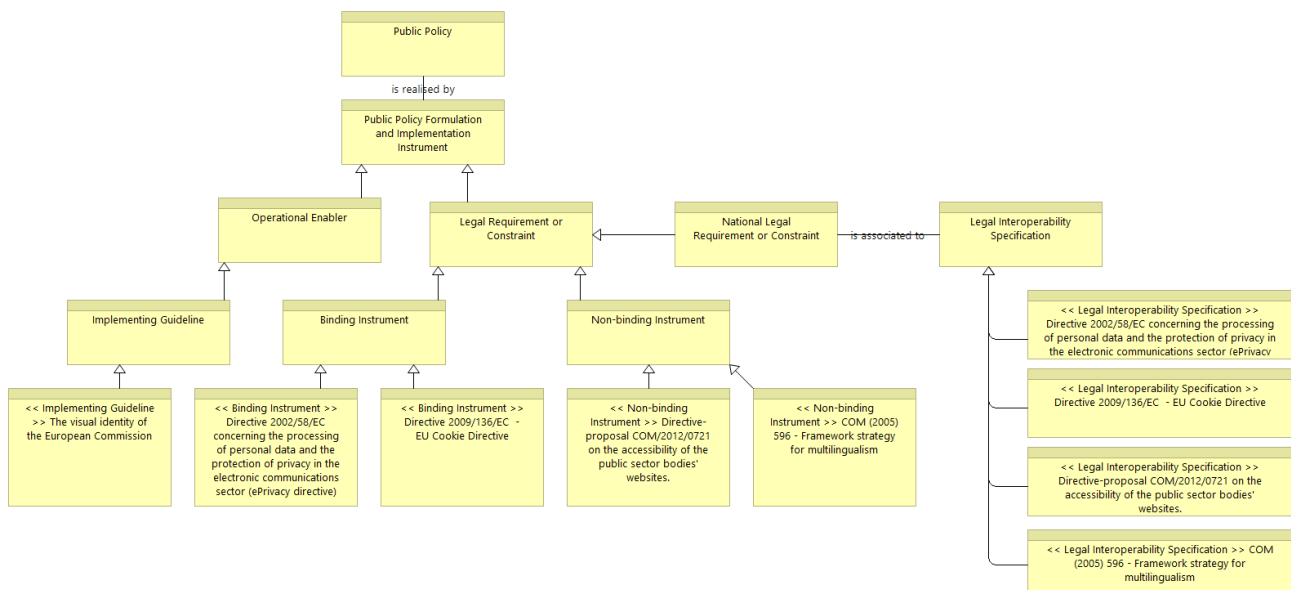 Public Policy
is realised by
Public Policy Formulation
and Implementation
Instrument
Operational Enabler
Legal Requirement or
Constraint
National Legal
Requirement or Constraint
is associated to
Legal Interoperability
Specification
Implementing Guideline
Binding Instrument
Non-binding Instrument
<< Legal Interoperability Specification >>
Directive 2002/58/EC concerning the processing
of personal data and the protection of privacy in
the electronic communications sector (ePrivacy
<< Legal Interoperability Specification >>
Directive 2009/136/EC  - EU Cookie Directive
<< Legal Interoperability Specification >>
Directive-proposal COM/2012/0721 on the
accessibility of the public sector bodies'
websites.
<< Legal Interoperability Specification >> COM
(2005) 596 - Framework strategy for
multilingualism
<< Implementing Guideline
>> The visual identity of
the European Commission
<< Binding Instrument >>
Directive 2002/58/EC
concerning the processing
of personal data and the
protection of privacy in the
electronic communications
sector (ePrivacy directive)
<< Binding Instrument >>
Directive 2009/136/EC  -
EU Cookie Directive
<< Non-binding
Instrument >> Directive-
proposal COM/2012/0721
on the accessibility of the
public sector bodies'
websites.
<< Non-binding
Instrument >> COM (2005)
596 - Framework strategy
for multilingualism